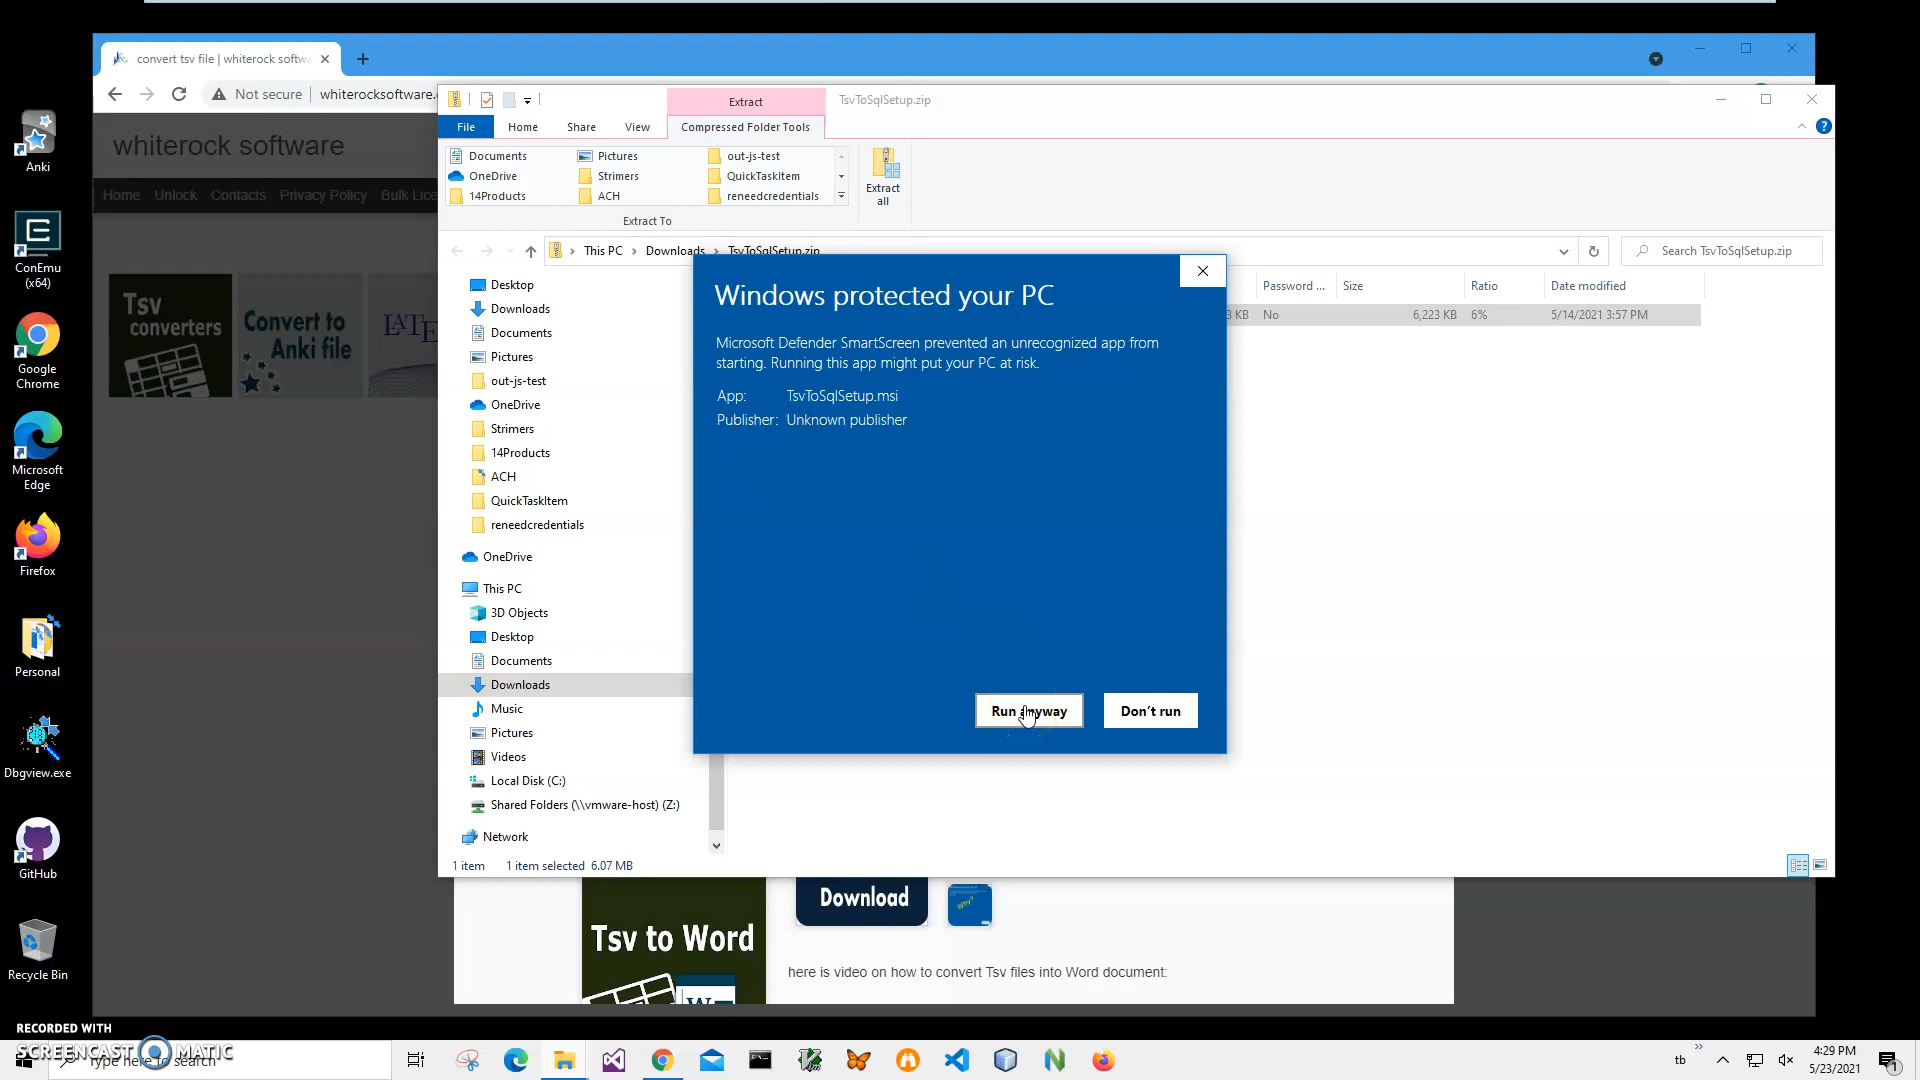 convert tsv file | whiterock softw
Not secure
whiterocksoftware.
whiterock software
Home Unlock Contacts Privacy Policy Bulk Lice
Tsv
converters
Convert to
Anki file
LATE
Anki
ConEmu
(x64)
Google
Chrome
Microsoft
Edge
Firefox
Personal
Dbgview.exe
GitHub
Recycle Bin
Extract
TsvToSqlSetup.zip
File Home Share View Compressed Folder Tools
Documents Pictures out-js-test
OneDrive Strimers QuickTaskItem
14Products ACH reneedcredentials
Extract To
Extract
all
This PC > Downloads > TsvToSqlSetup.zip
Search TsvToSqlSetup.zip
Password ... Size Ratio Date modified
3 KB No 6,223 KB 6% 5/14/2021 3:57 PM
Desktop
Downloads
Documents
Pictures
out-js-test
OneDrive
Strimers
14Products
ACH
QuickTaskItem
reneedcredentials
OneDrive
This PC
3D Objects
Desktop
Documents
Downloads
Music
Pictures
Videos
Local Disk (C:)
Shared Folders (\\vmware-host) (Z:)
Network
1 item 1 item selected 6.07 MB
Windows protected your PC
Microsoft Defender SmartScreen prevented an unrecognized app from
starting. Running this app might put your PC at risk.
App: TsvToSqlSetup.msi
Publisher: Unknown publisher
Run anyway
Don't run
Download
Tsv to Word
here is video on how to convert Tsv files into Word document:
RECORDED WITH
SCREENCAST MATIC
Type here to search
tb
4:29 PM
5/23/2021
1